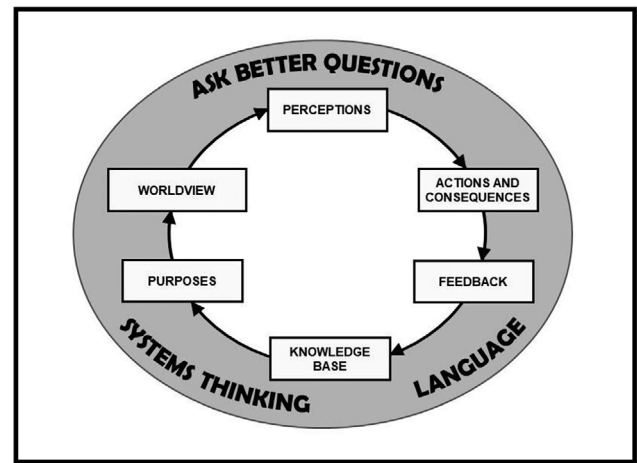 ASK BETTER QUESTIONS
PERCEPTIONS
WORLDVIEW
ACTIONS AND
CONSEQUENCES
PURPOSES
FEEDBACK
KNOWLEDGE
BASE
SYSTEMS THINKING
LANGUAGE